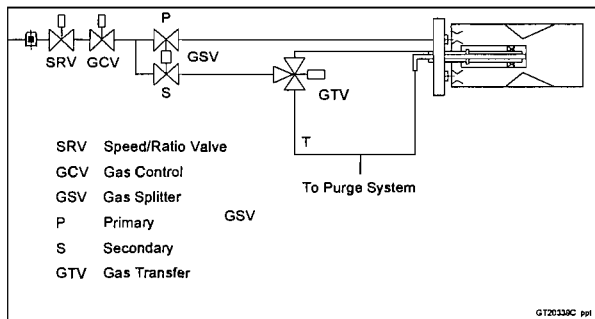 P
SRV
GCV
GSV
S
GTV
T
To Purge System
SRV Speed/Ratio Valve
GCV Gas Control
GSV Gas Splitter
P Primary
GSV
S Secondary
GTV Gas Transfer
GT20339C ppt